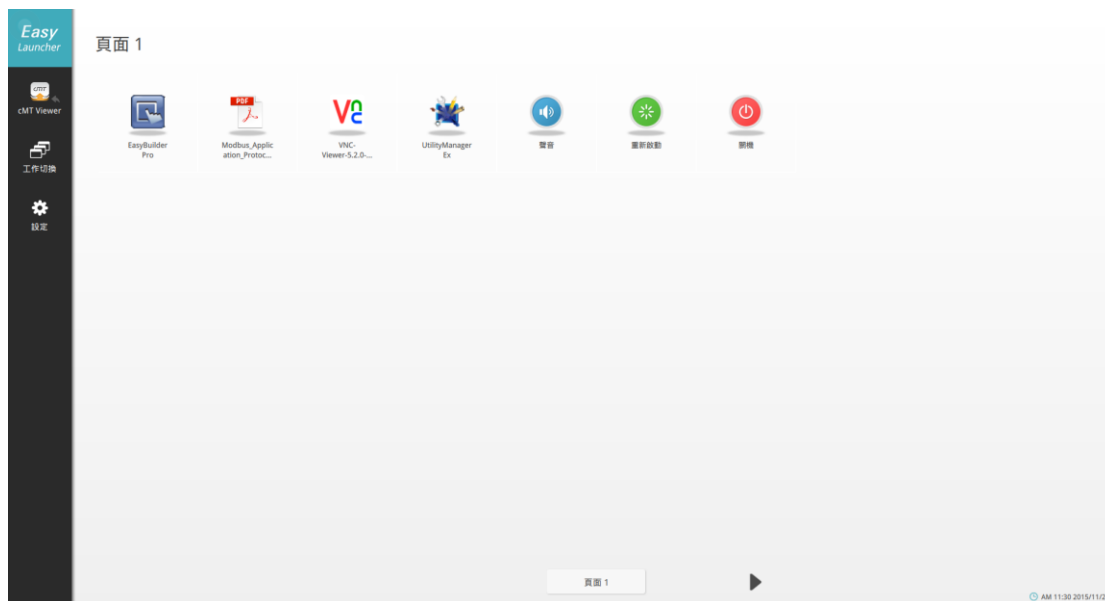 Easy
Launcher
頁面 1
cMT
cMT Viewer
工作切換
設定
EasyBuilder
Pro
PDF
Modbus_Applic
ation_Protoc...
VNC-
Viewer-5.2.0-...
UtilityManager
Ex
聲音
重新啟動
關機
頁面 1
AM 11:30 2015/11/2